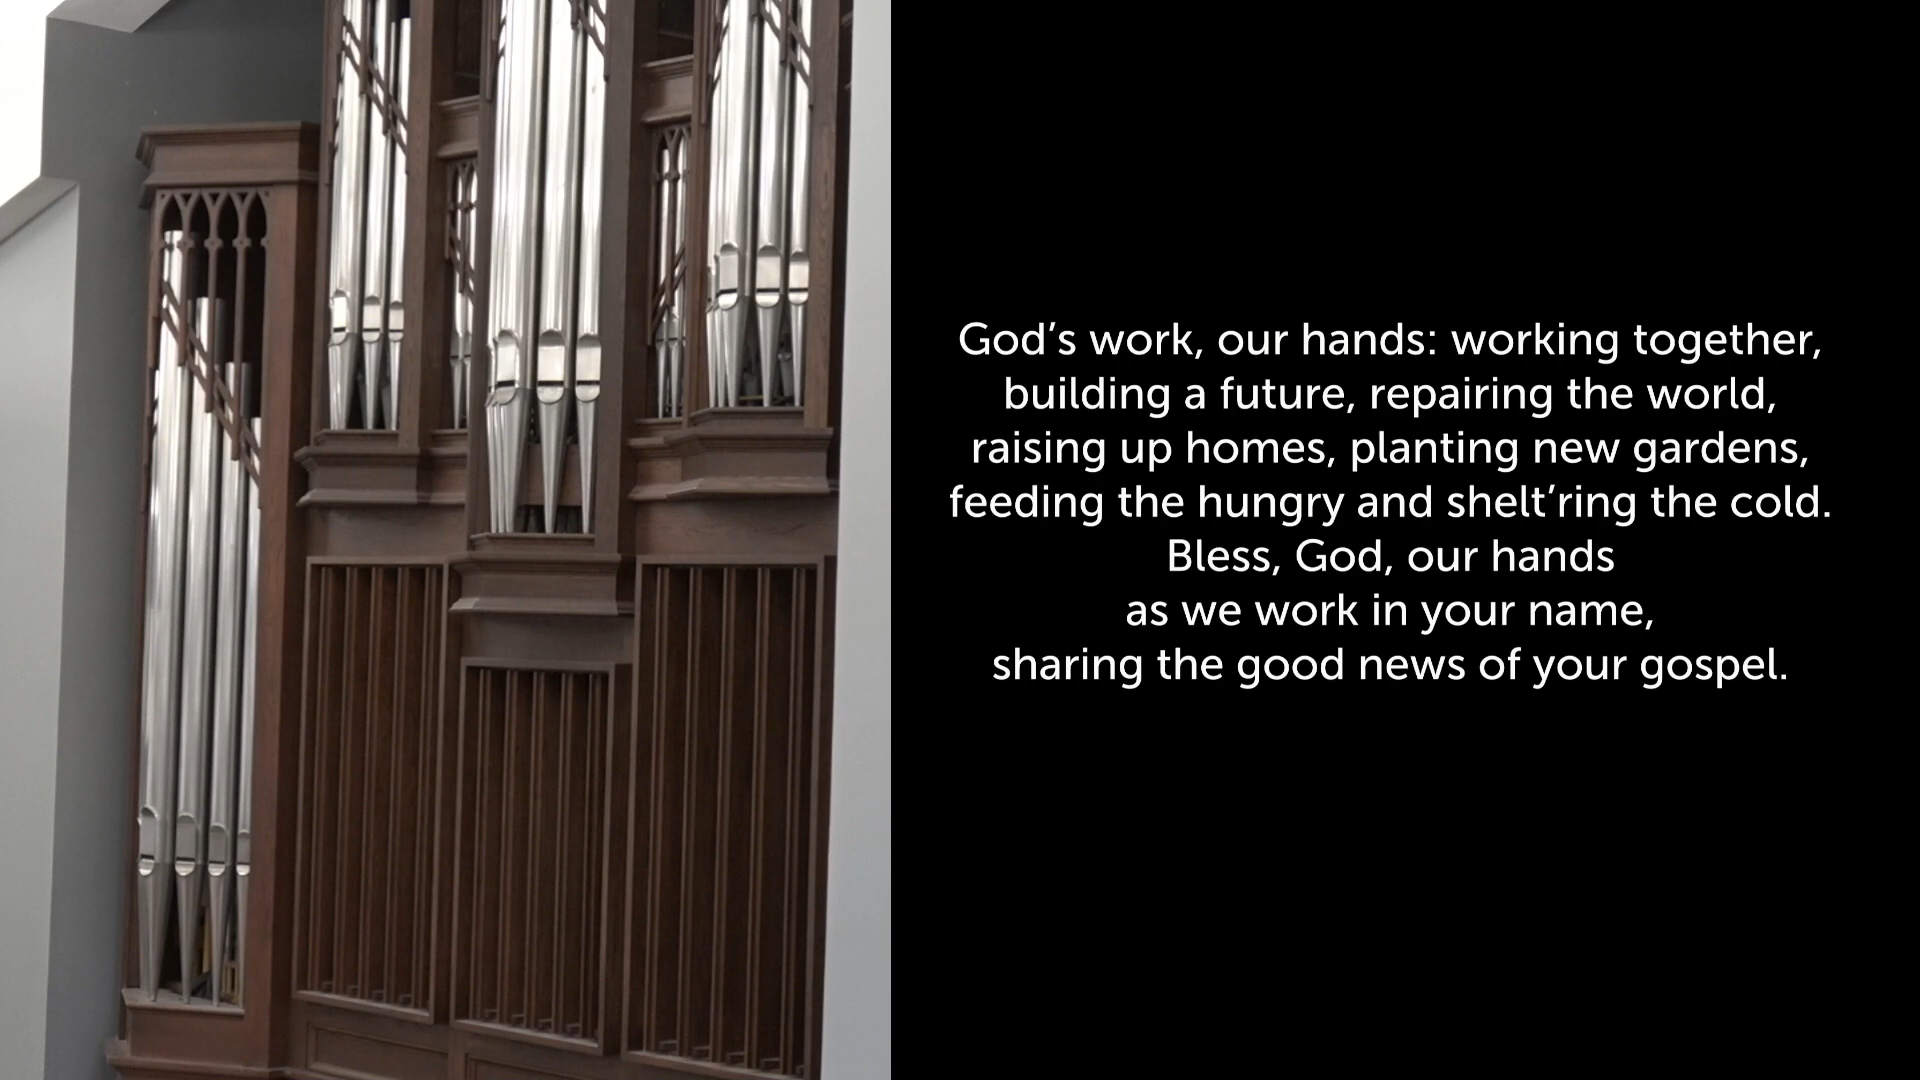 God’s work, our hands: working together,
building a future, repairing the world,
raising up homes, planting new gardens,
feeding the hungry and shelt’ring the cold.
Bless, God, our hands
as we work in your name,
sharing the good news of your gospel.